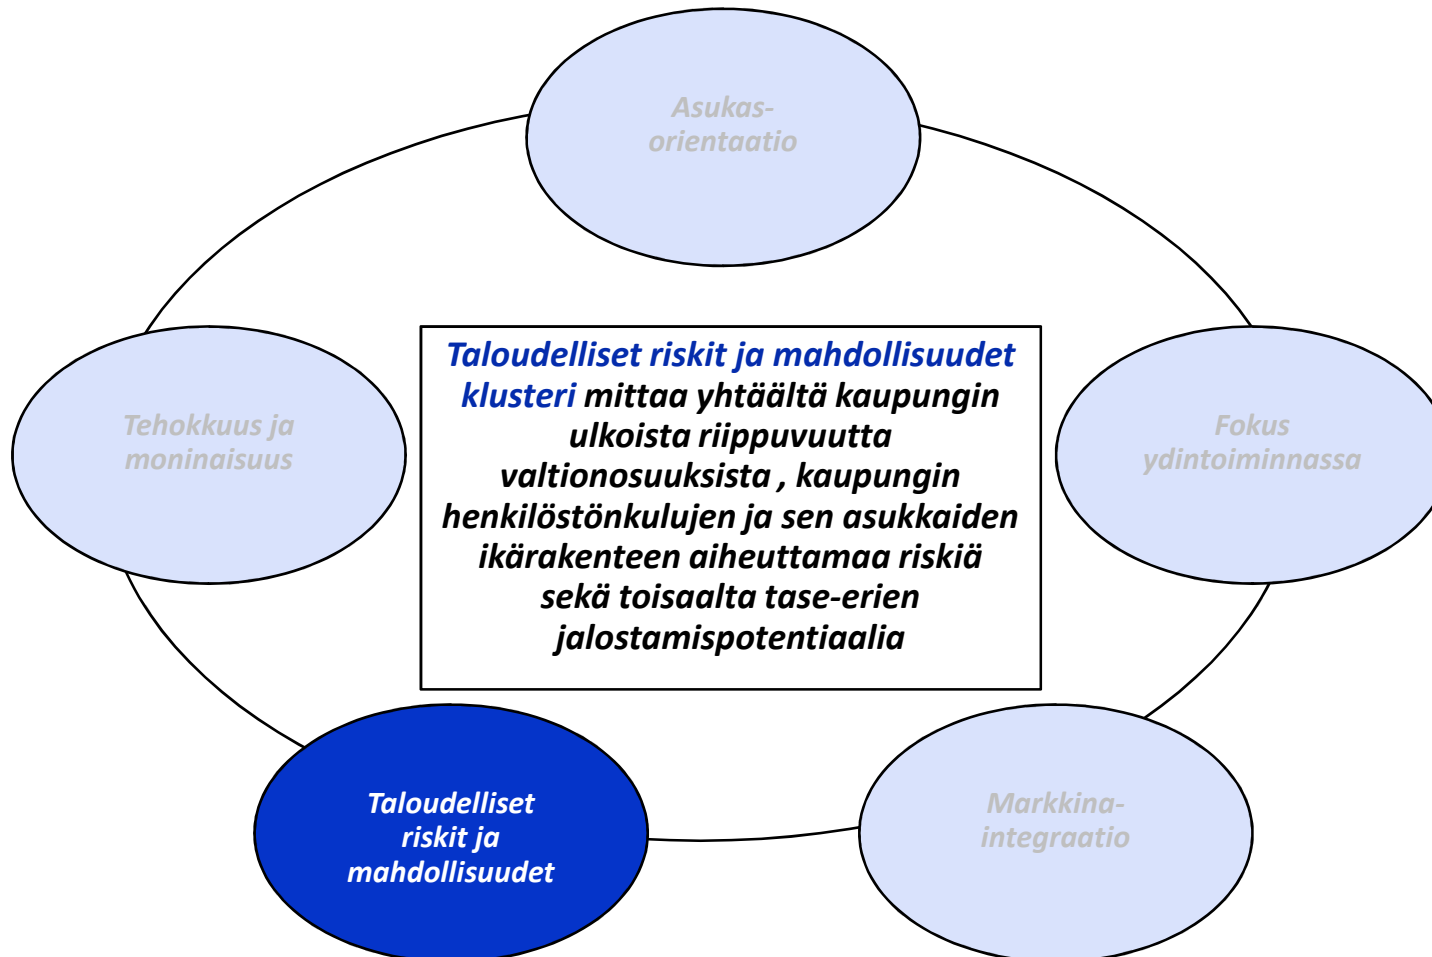 Asukas-
orientaatio
Tehokkuus ja
moninaisuus
Taloudelliset riskit ja mahdollisuudet
klusteri mittaa yhtäältä kaupungin
ulkoista riippuvuutta
valtionosuuksista , kaupungin
henkilöstönkulujen ja sen asukkaiden
ikärakenteen aiheuttamaa riskiä
sekä toisaalta tase-erien
jalostamispotentiaalia
Fokus
ydintoiminnassa
Taloudelliset
riskit ja
mahdollisuudet
Markkina-
integraatio